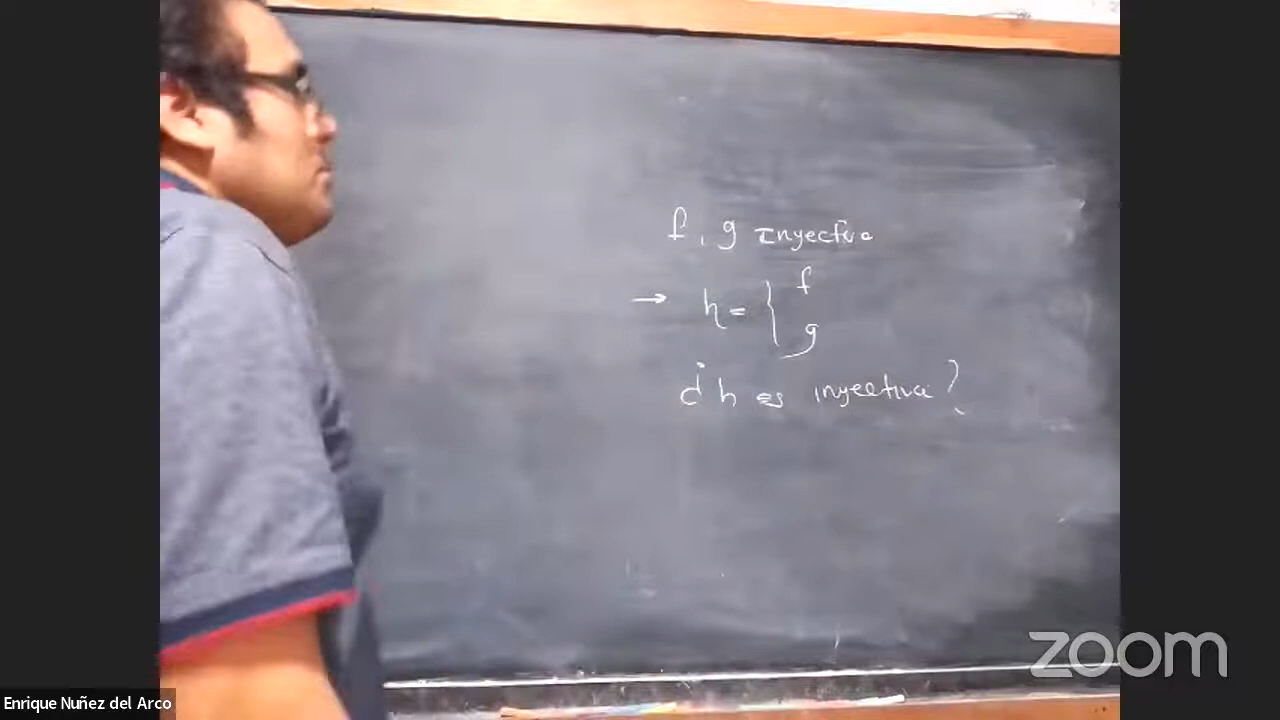 f, g Inyectiva
→ h = { f
g
¿h es inyectiva?
zoom
Enrique Nuñez del Arco